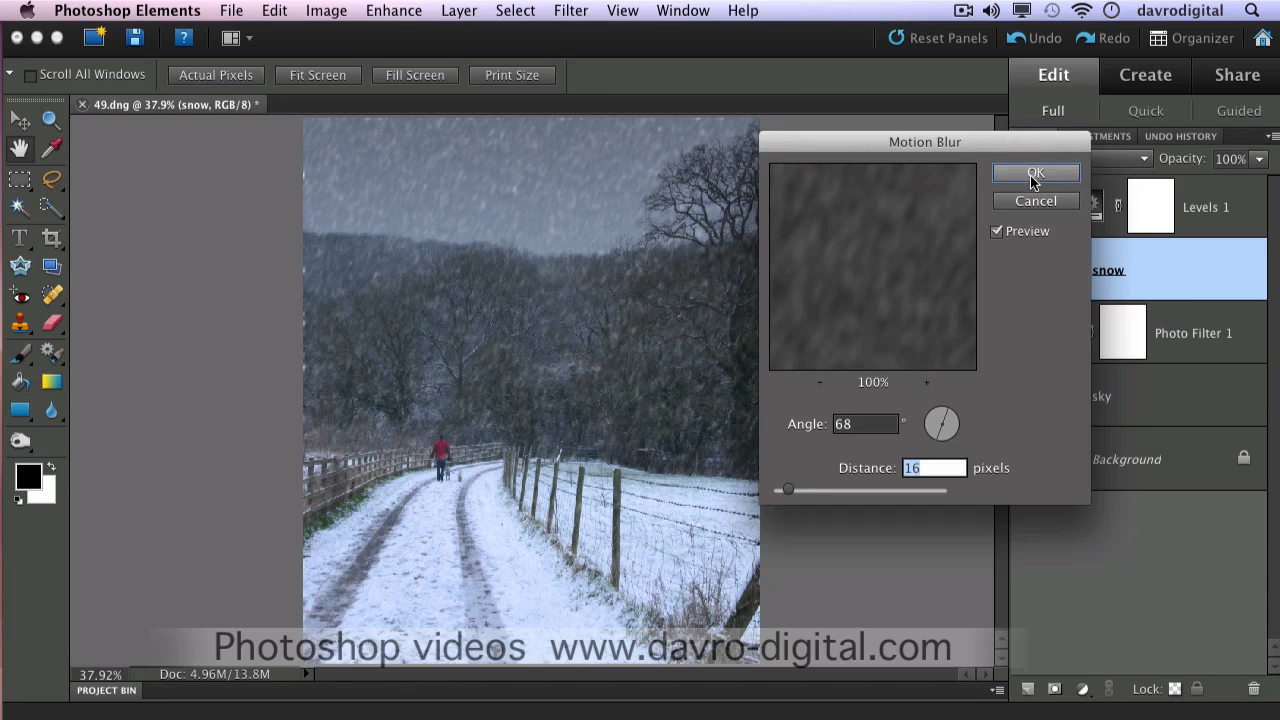 Photoshop Elements File Edit Image Enhance Layer Select Filter View Window Help davrodigital
Reset Panels Undo Redo Organizer
Scroll All Windows Actual Pixels Fit Screen Fill Screen Print Size Edit Create Share
49.dng @ 37.9% (snow, RGB/8) * Full Quick Guided
STMENTS UNDO HISTORY
Motion Blur
Opacity: 100%
OK
Cancel
Preview
Levels 1
snow
Photo Filter 1
100%
sky
Angle: 68 °
Background
Distance: 16 pixels
Photoshop videos www.davro-digital.com
37.92% Doc: 4.96M/13.8M
PROJECT BIN
Lock: